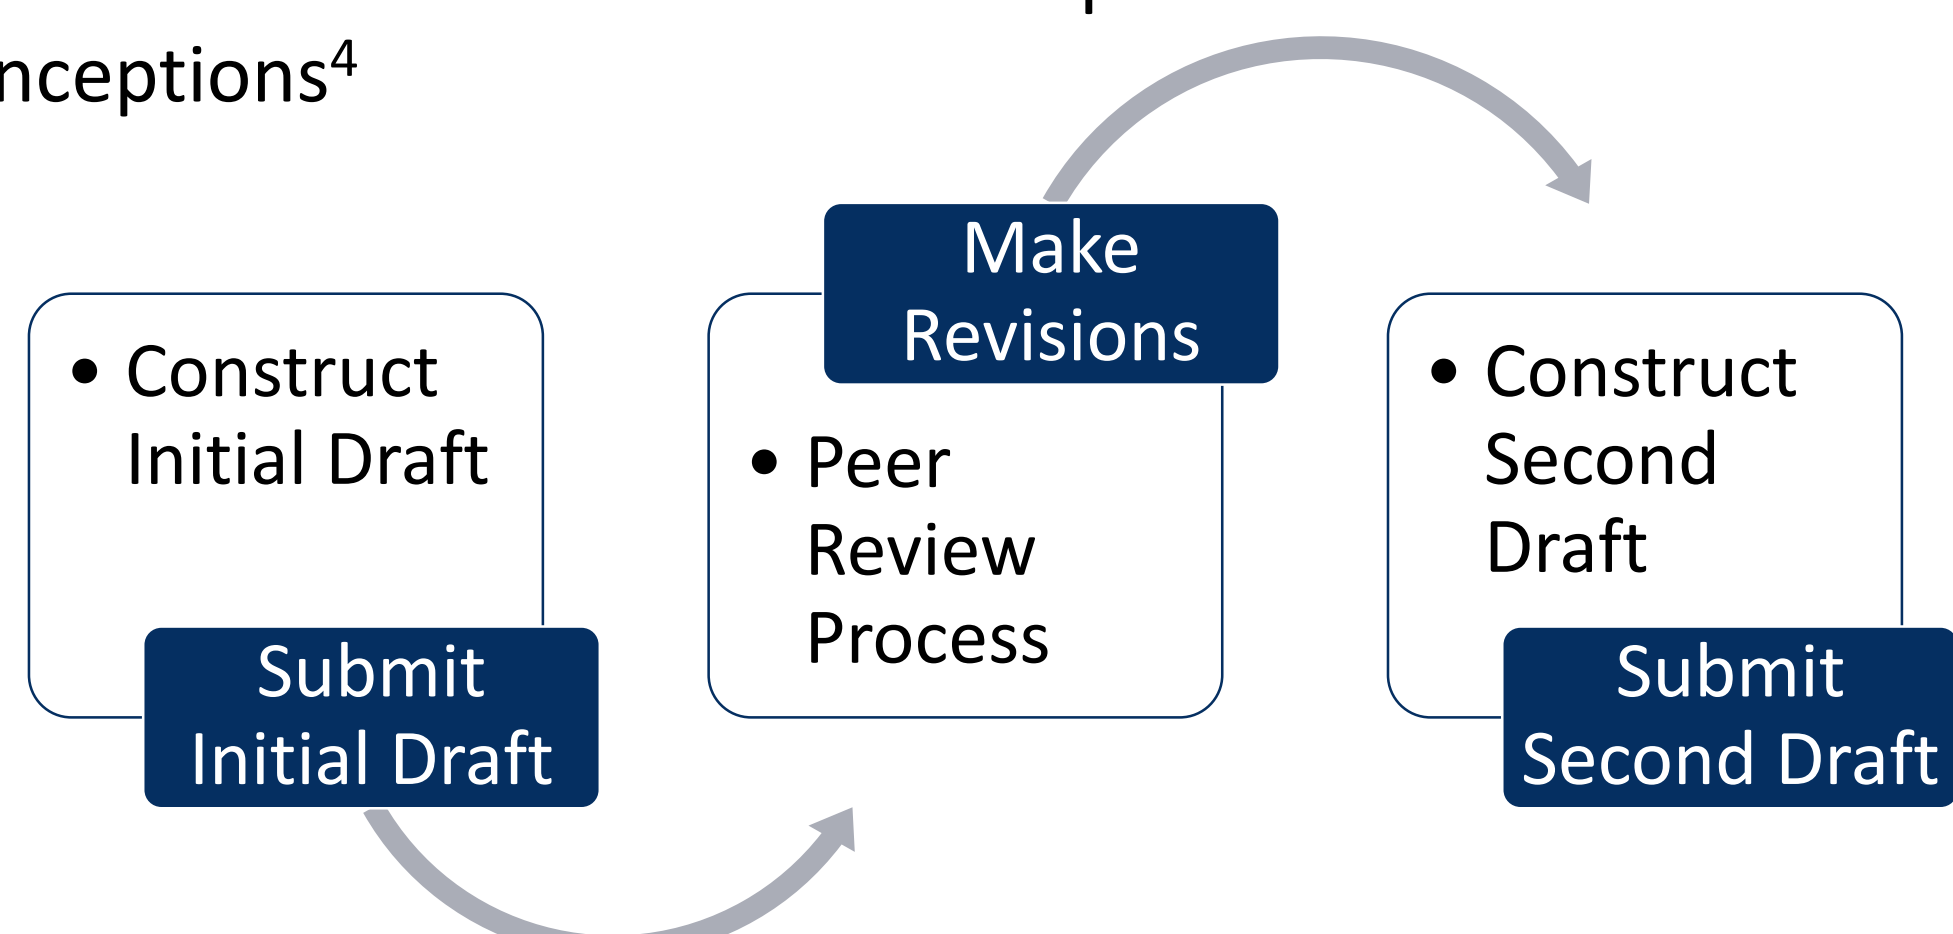 nceptions⁴
• Construct
Initial Draft
Submit
Initial Draft
Make
Revisions
• Peer
Review
Process
• Construct
Second
Draft
Submit
Second Draft